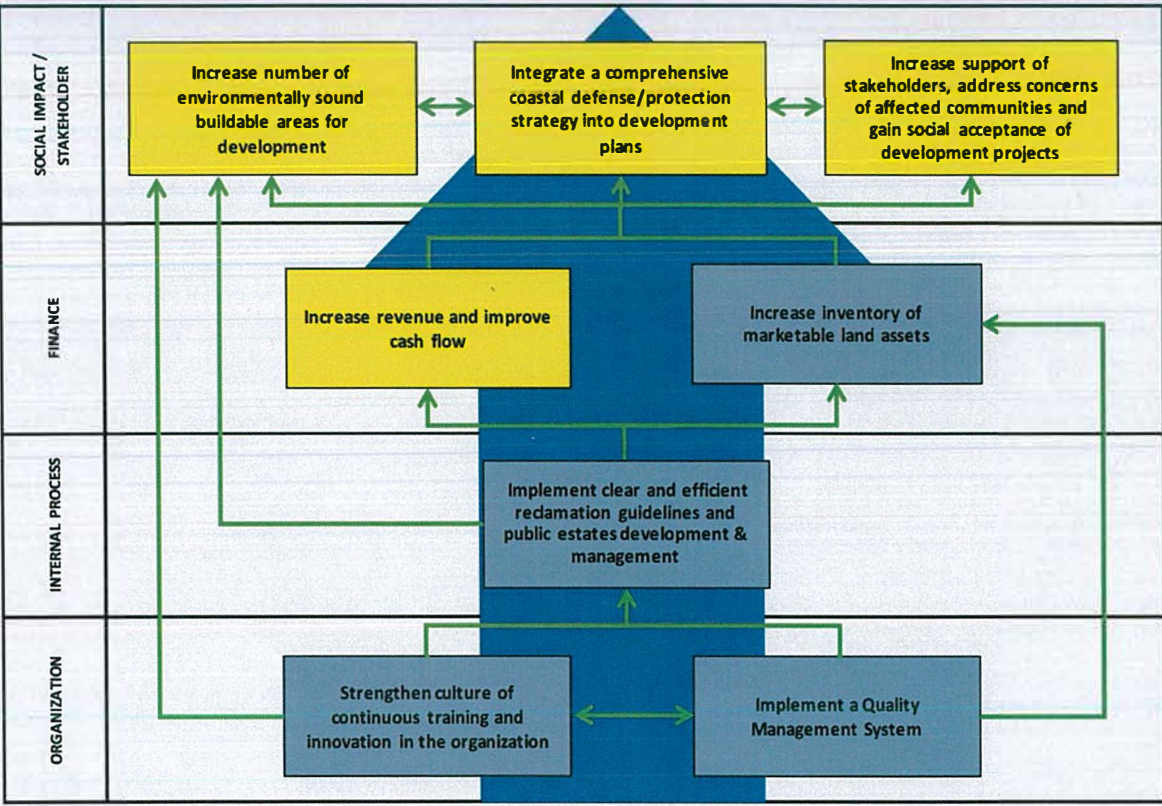 SOCIAL IMPACT /
STAKEHOLDER
Increase number of
environmentally sound
buildable areas for
development
Integrate a comprehensive
coastal defense/protection
strategy into development
plans
Increase support of
stakeholders, address concerns
of affected communities and
gain social acceptance of
development projects
FINANCE
Increase revenue and improve
cash flow
Increase inventory of
marketable land assets
INTERNAL PROCESS
Implement clear and efficient
reclamation guidelines and
public estates development &
management
ORGANIZATION
Strengthen culture of
continuous training and
innovation in the organization
Implement a Quality
Management System